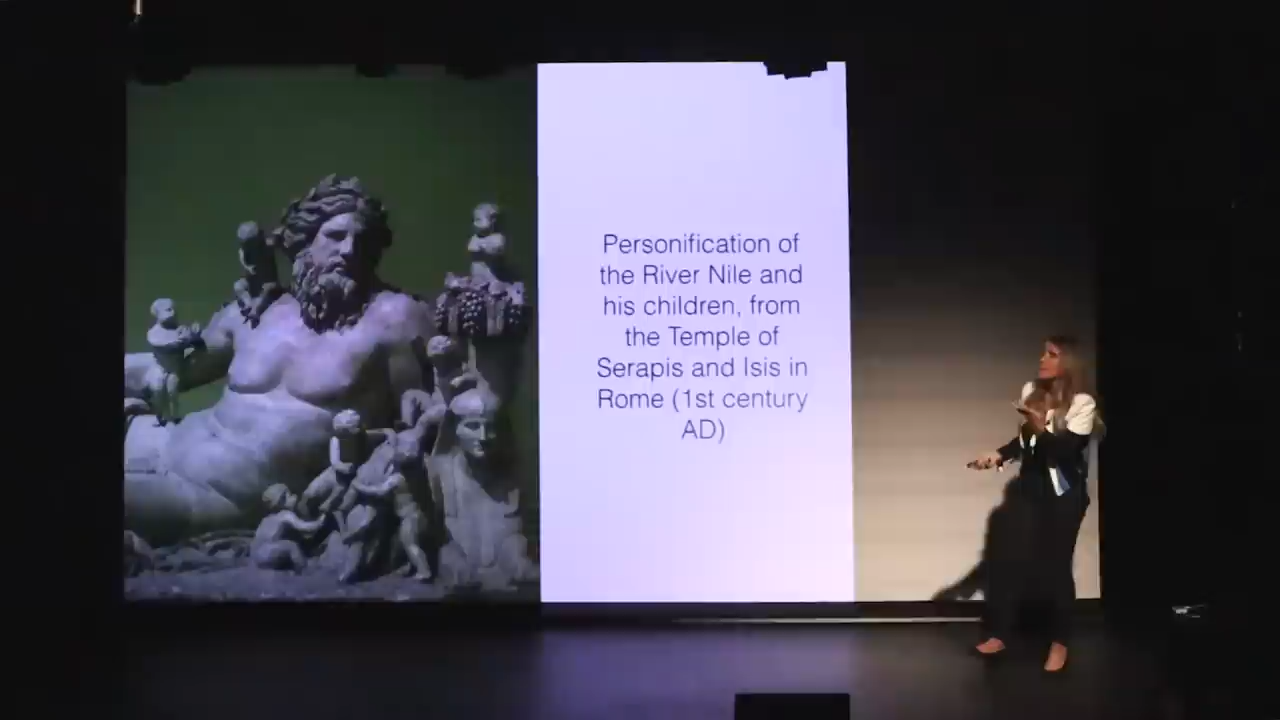 Personification of
the River Nile and
his children, from
the Temple of
Serapis and Isis in
Rome (1st century
AD)